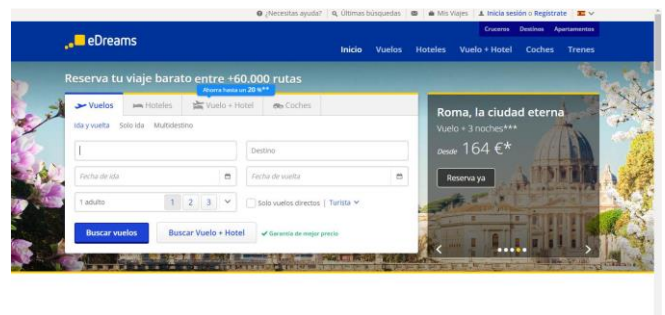 ¿Necesitas ayuda? Últimas búsquedas Mis Viajes Inicia sesión o Regístrate
Cruceros Destinos Apartamentos
eDreams
Inicio Vuelos Hoteles Vuelo + Hotel Coches Trenes
Reserva tu viaje barato entre +60.000 rutas
Ahorra hasta un 20 %**
Vuelos Hoteles Vuelo + Hotel Coches
Ida y vuelta Solo ida Multidestino
Destino
Fecha de ida Fecha de vuelta
1 adulto 1 2 3 Solo vuelos directos | Turista
Buscar vuelos Buscar Vuelo + Hotel Garantía de mejor precio
Roma, la ciudad eterna
Vuelo + 3 noches***
Desde 164 €*
Reserva ya